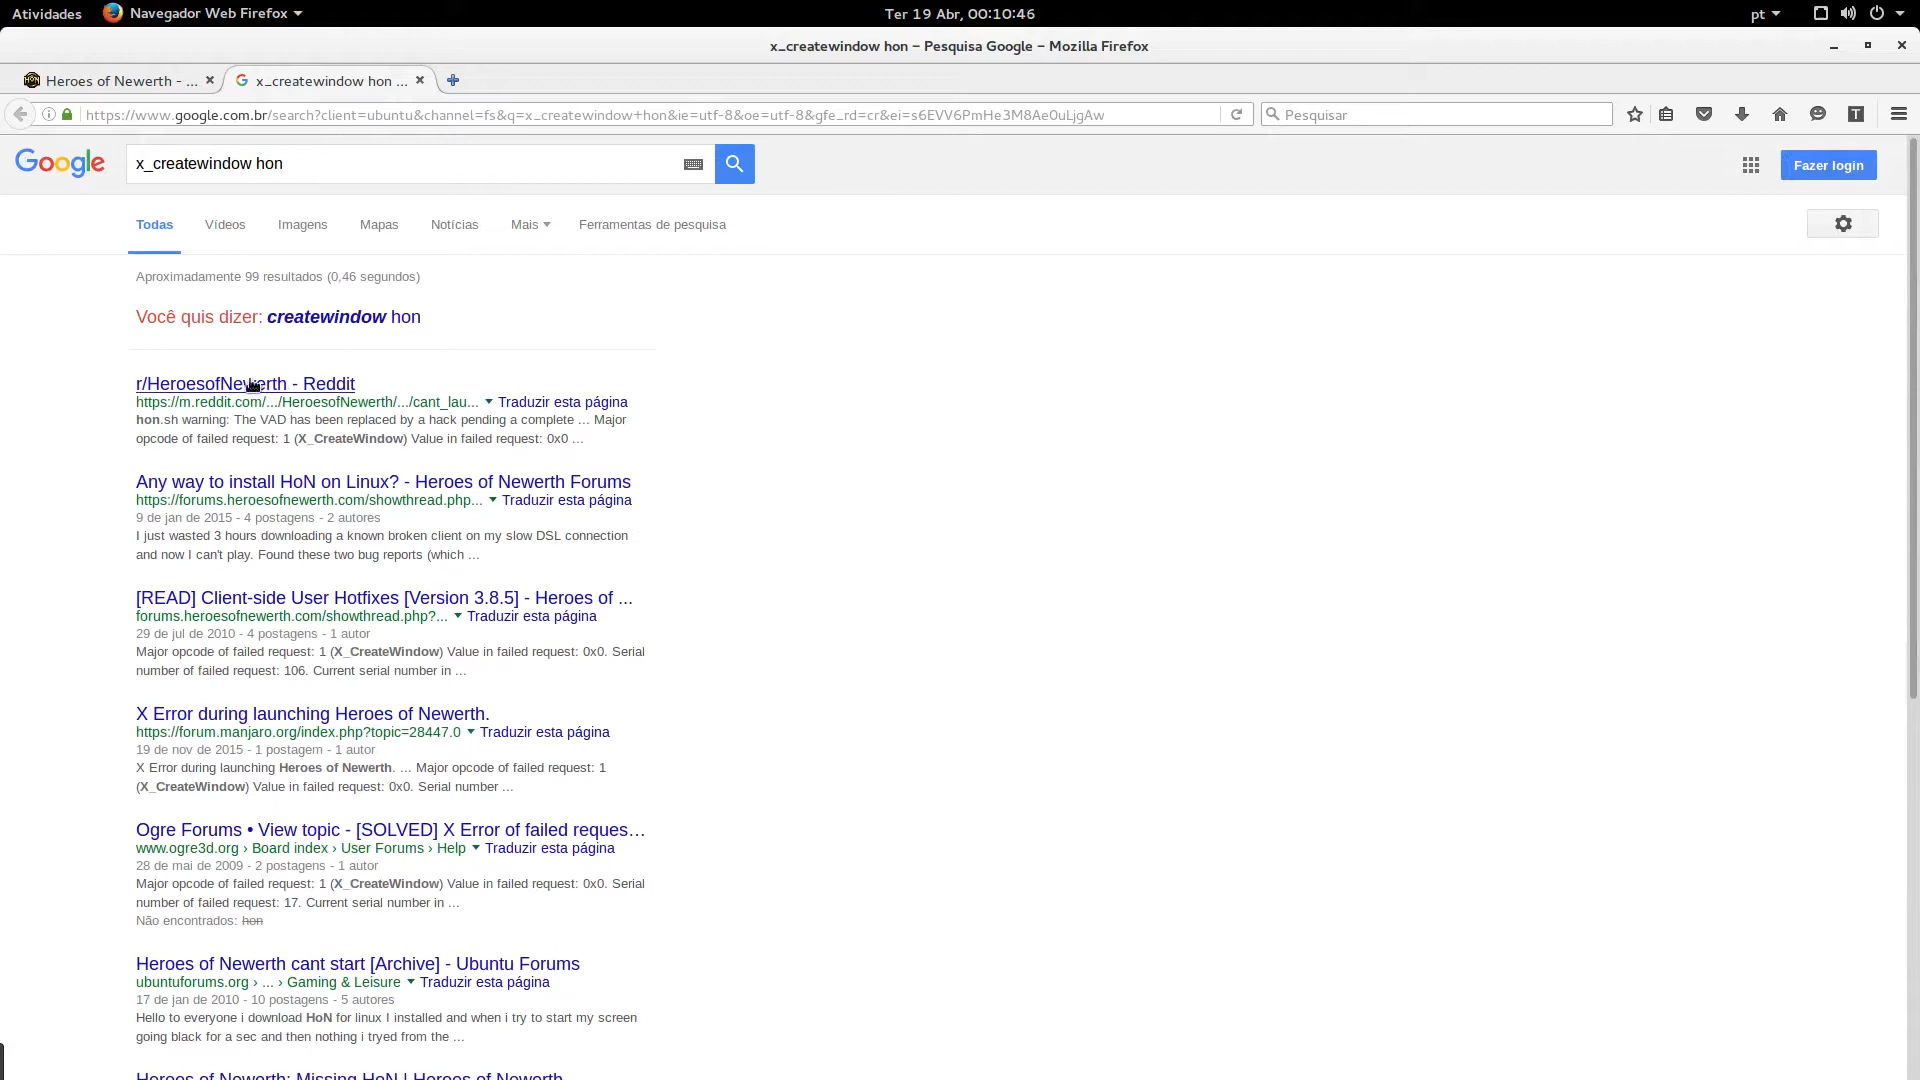 Atividades Navegador Web Firefox Ter 19 Abr, 00:10:46 pt
x_createwindow hon – Pesquisa Google – Mozilla Firefox
Heroes of Newerth - ... x_createwindow hon ...
https://www.google.com.br/search?client=ubuntu&channel=fs&q=x_createwindow+hon&ie=utf-8&oe=utf-8&gfe_rd=cr&ei=s6EVV6PmHe3M8Ae0uLjgAw Pesquisar
Google x_createwindow hon Fazer login
Todas Vídeos Imagens Mapas Notícias Mais Ferramentas de pesquisa
Aproximadamente 99 resultados (0,46 segundos)
Você quis dizer: createwindow hon
r/HeroesofNewerth - Reddit
https://m.reddit.com/.../HeroesofNewerth/.../cant_lau... Traduzir esta página
hon.sh warning: The VAD has been replaced by a hack pending a complete ... Major
opcode of failed request: 1 (X_CreateWindow) Value in failed request: 0x0 ...
Any way to install HoN on Linux? - Heroes of Newerth Forums
https://forums.heroesofnewerth.com/showthread.php... Traduzir esta página
9 de jan de 2015 - 4 postagens - 2 autores
I just wasted 3 hours downloading a known broken client on my slow DSL connection
and now I can't play. Found these two bug reports (which ...
[READ] Client-side User Hotfixes [Version 3.8.5] - Heroes of ...
forums.heroesofnewerth.com/showthread.php?... Traduzir esta página
29 de jul de 2010 - 4 postagens - 1 autor
Major opcode of failed request: 1 (X_CreateWindow) Value in failed request: 0x0. Serial
number of failed request: 106. Current serial number in ...
X Error during launching Heroes of Newerth.
https://forum.manjaro.org/index.php?topic=28447.0 Traduzir esta página
19 de nov de 2015 - 1 postagem - 1 autor
X Error during launching Heroes of Newerth. ... Major opcode of failed request: 1
(X_CreateWindow) Value in failed request: 0x0. Serial number ...
Ogre Forums • View topic - [SOLVED] X Error of failed reques...
www.ogre3d.org › Board index › User Forums › Help Traduzir esta página
28 de mai de 2009 - 2 postagens - 1 autor
Major opcode of failed request: 1 (X_CreateWindow) Value in failed request: 0x0. Serial
number of failed request: 17. Current serial number in ...
Não encontrados: hon
Heroes of Newerth cant start [Archive] - Ubuntu Forums
ubuntuforums.org › ... › Gaming & Leisure Traduzir esta página
17 de jan de 2010 - 10 postagens - 5 autores
Hello to everyone i download HoN for linux I installed and when i try to start my screen
going black for a sec and then nothing i tryed from the ...
Heroes of Newerth: Missing HoN | Heroes of Newerth